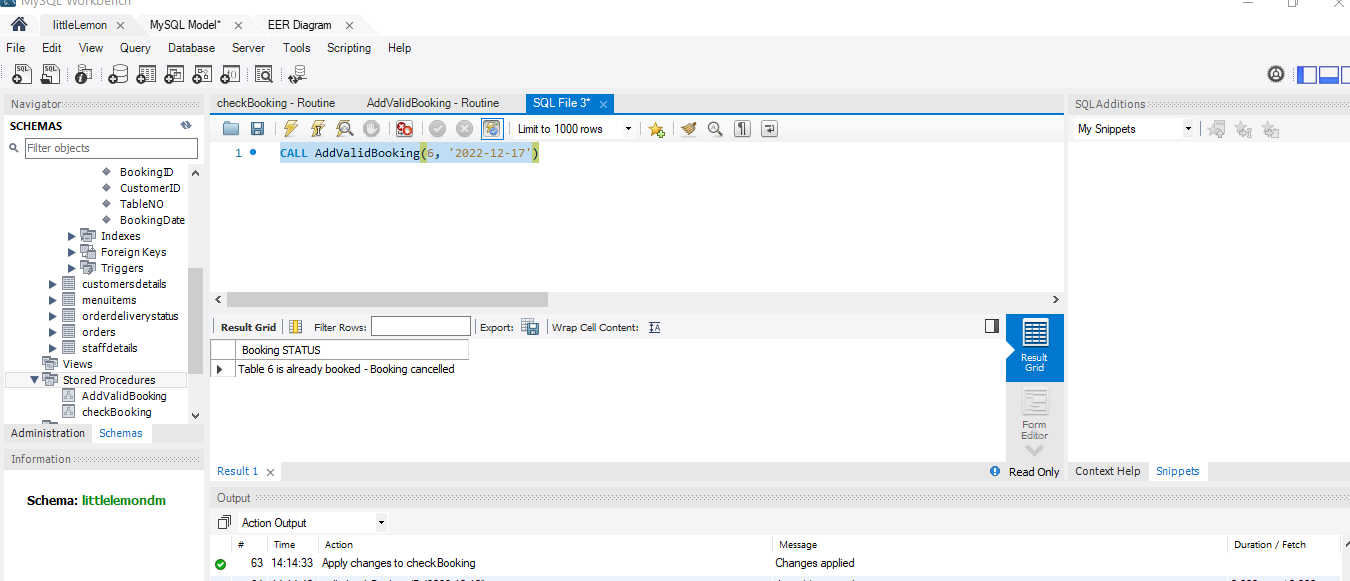 MySQL Workbench
littleLemon
MySQL Model*
EER Diagram
File Edit View Query Database Server Tools Scripting Help
Navigator
SCHEMAS
Filter objects
BookingID
CustomerID
TableNO
BookingDate
Indexes
Foreign Keys
Triggers
customersdetails
menuitems
orderdeliverystatus
orders
staffdetails
Views
Stored Procedures
AddValidBooking
checkBooking
Administration Schemas
Information
Schema: littlelemondm
checkBooking - Routine
AddValidBooking - Routine
SQL File 3*
Limit to 1000 rows
1 CALL AddValidBooking(6, '2022-12-17')
Result Grid Filter Rows: Export: Wrap Cell Content:
Booking STATUS
Table 6 is already booked - Booking cancelled
Result Grid
Form Editor
Result 1
Read Only
Output
Action Output
# Time Action Message Duration / Fetch
63 14:14:33 Apply changes to checkBooking Changes applied
SQLAdditions
My Snippets
Context Help Snippets